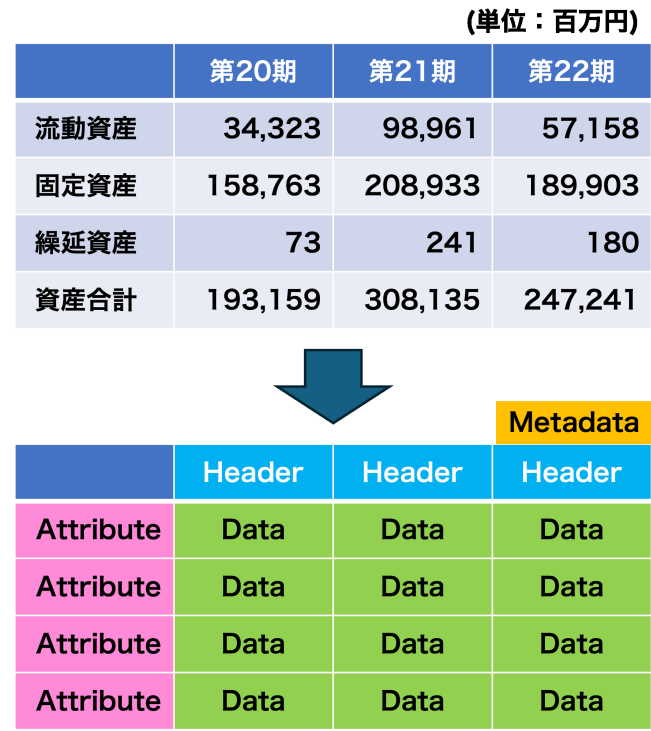 (単位：百万円)
第20期 第21期 第22期
流動資産 34,323 98,961 57,158
固定資産 158,763 208,933 189,903
繰延資産 73 241 180
資産合計 193,159 308,135 247,241
Metadata
Header Header Header
Attribute Data Data Data
Attribute Data Data Data
Attribute Data Data Data
Attribute Data Data Data